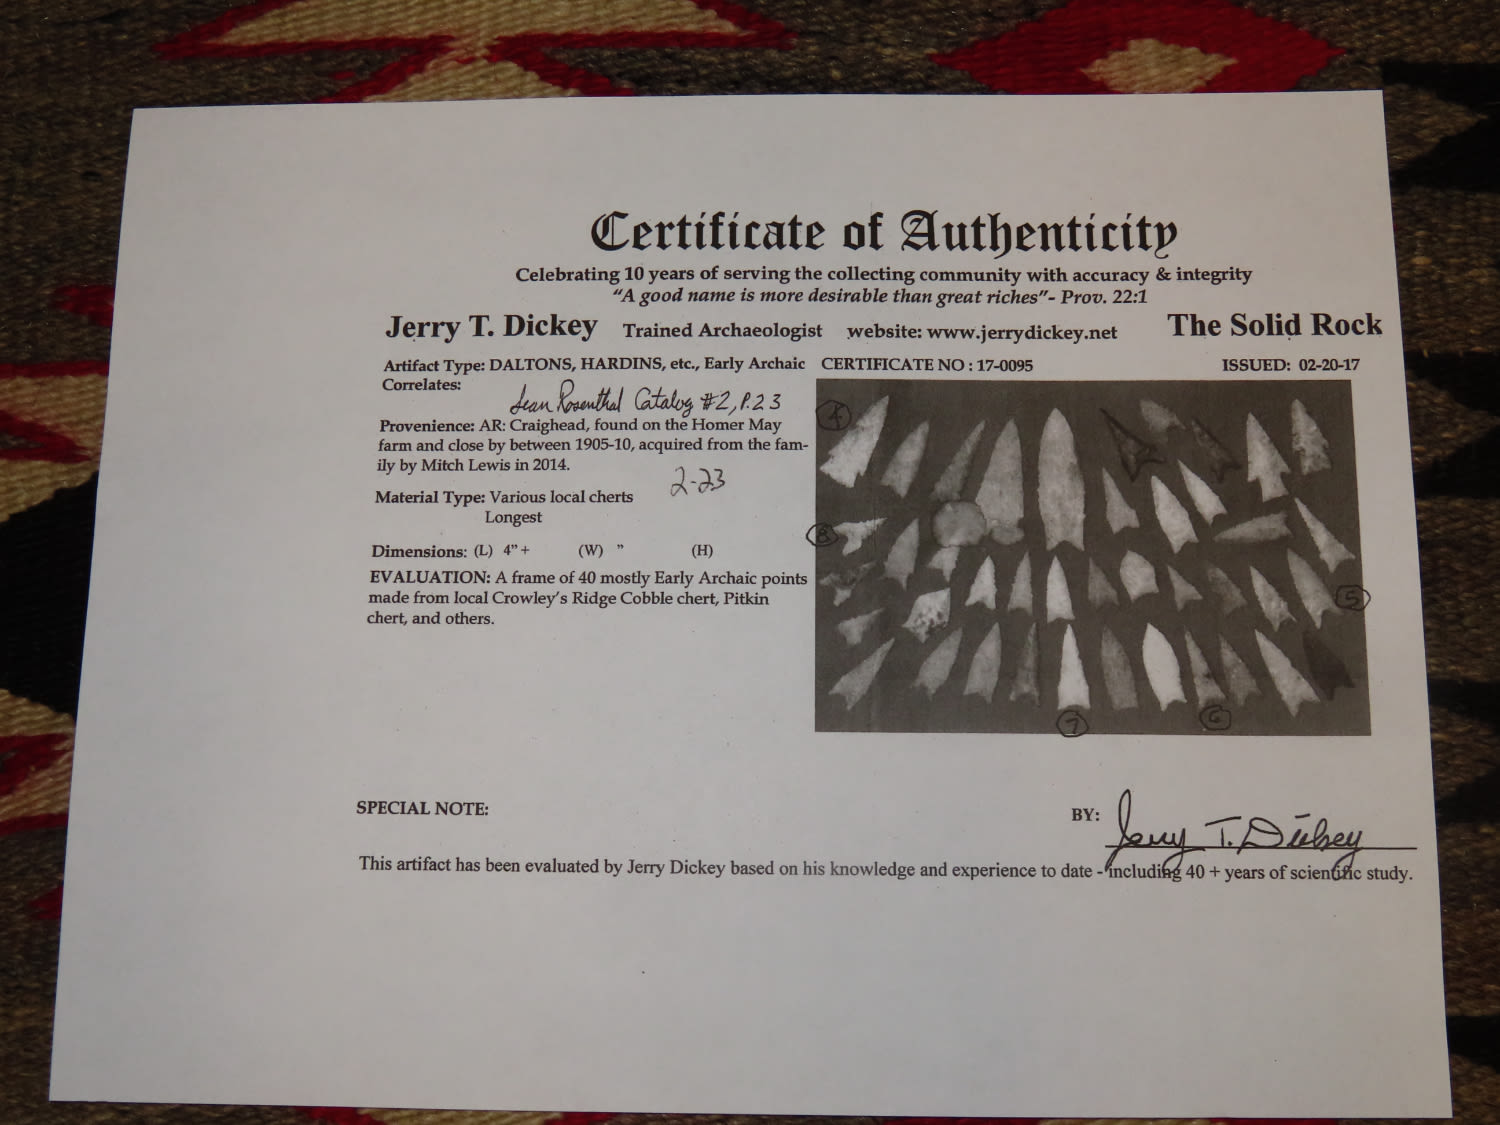 Certificate of Authenticity
Celebrating 10 years of serving the collecting community with accuracy & integrity
"A good name is more desirable than great riches"- Prov. 22:1
Jerry T. Dickey Trained Archaeologist website: www.jerrydickey.net The Solid Rock
Artifact Type: DALTONS, HARDINS, etc., Early Archaic CERTIFICATE NO : 17-0095 ISSUED: 02-20-17
Correlates:
Rosenthal Catalog #2, P.23
Provenience: AR: Craighead, found on the Homer May
farm and close by between 1905-10, acquired from the fam-
ily by Mitch Lewis in 2014.
2-23
Material Type: Various local cherts
Longest
Dimensions: (L) 4"+ (W) " (H)
EVALUATION: A frame of 40 mostly Early Archaic points
made from local Crowley's Ridge Cobble chert, Pitkin
chert, and others.
4
8
5
7
6
SPECIAL NOTE:
BY: Jerry T. Dickey
This artifact has been evaluated by Jerry Dickey based on his knowledge and experience to date - including 40 + years of scientific study.